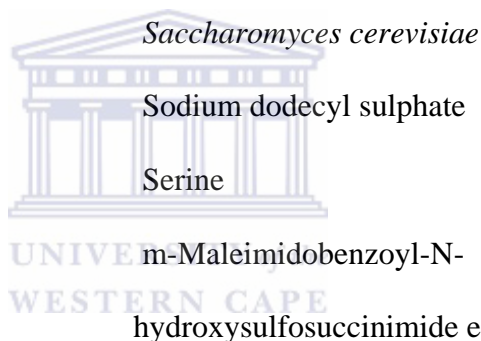 Saccharomyces cerevisiae
Sodium dodecyl sulphate
Serine
m-Maleimidobenzoyl-N-
hydroxysulfosuccinimide e
UNIVERSITY of the
WESTERN CAPE